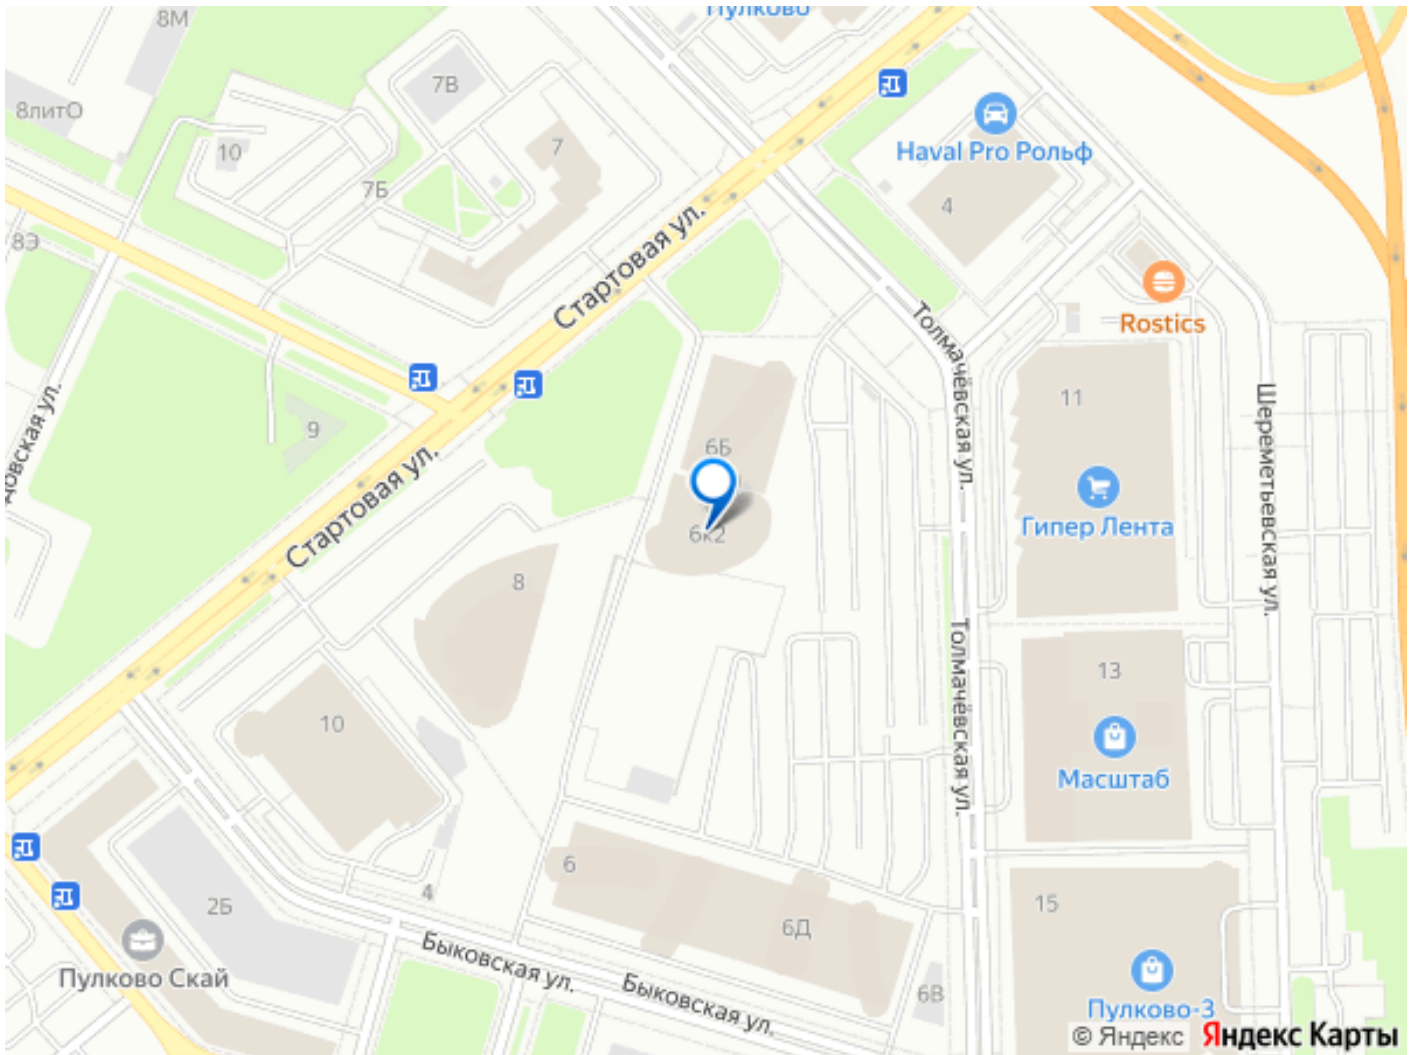 8М
Пулково
7В
8литО
Haval Pro Рольф
10
7
7Б
4
8Э
Стартовая ул.
Rostics
Толмачёвская ул.
11
Шереметьевская ул.
9
6Б
Стартовая ул.
Гипер Лента
6к2
8
Толмачёвская ул.
13
10
Масштаб
6
4
2Б
15
6Д
Быковская ул.
Пулково Скай
Быковская ул.
6В
Пулково-3
© Яндекс Яндекс Карты